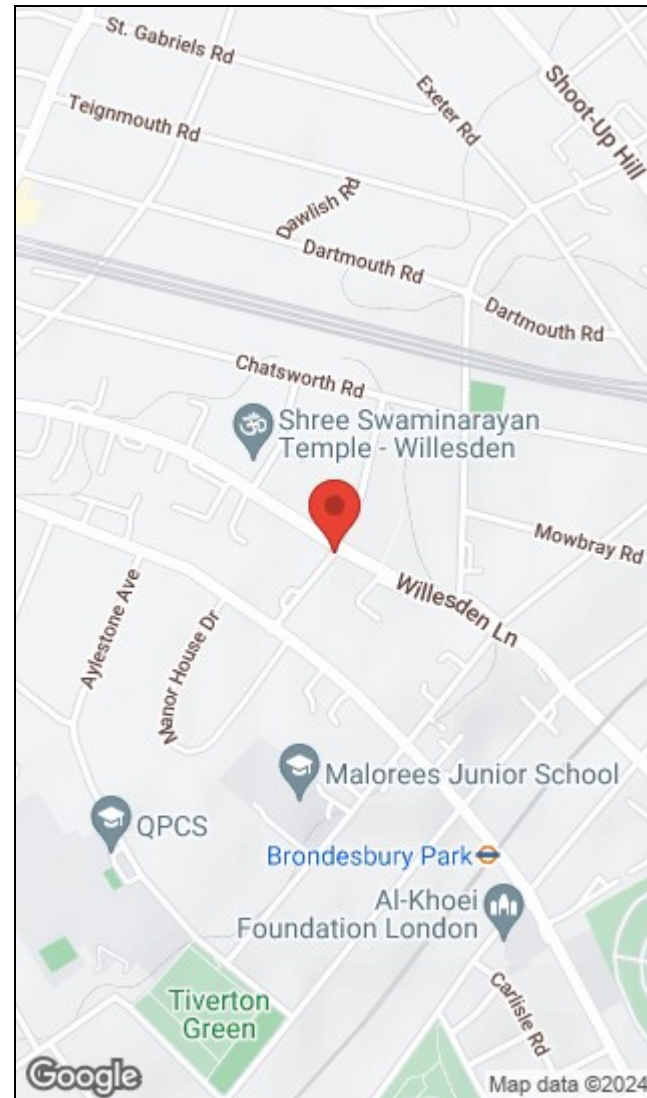 St. Gabriels Rd
Teignmouth Rd
Exeter Rd
Shoot-Up Hill
Dawlish Rd
Dartmouth Rd
Dartmouth Rd
Chatsworth Rd
ॐ
Shree Swaminarayan
Temple - Willesden
Mowbray Rd
Willesden Ln
Aylestone Ave
Manor House Dr
Malorees Junior School
QPCS
Brondesbury Park
Al-Khoei
Foundation London
Tiverton
Green
Carlisle Rd
Google
Map data ©2024